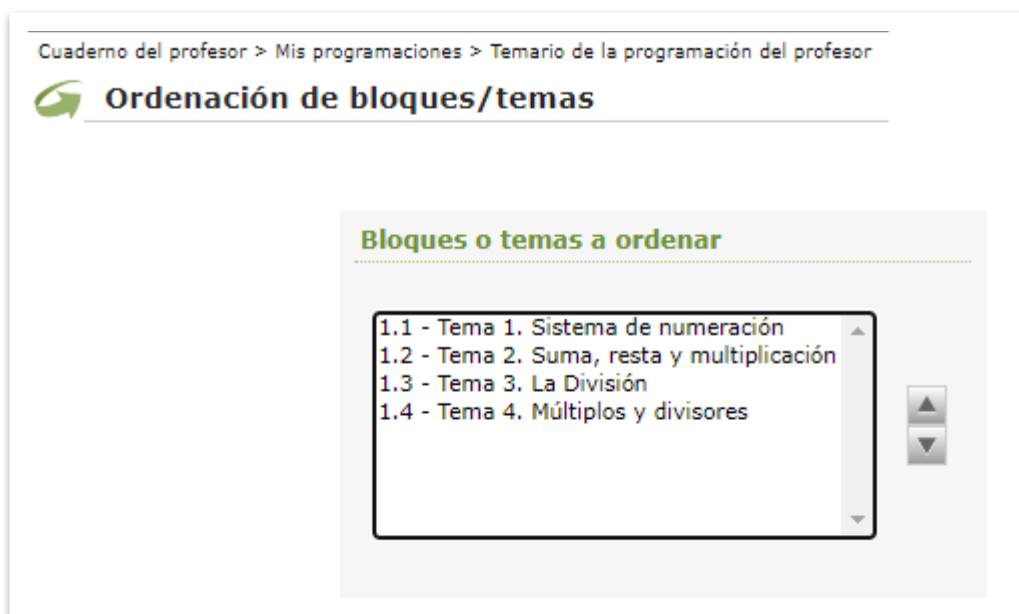 Cuaderno del profesor > Mis programaciones > Temario de la programación del profesor
Ordenación de bloques/temas
Bloques o temas a ordenar
1.1 - Tema 1. Sistema de numeración
1.2 - Tema 2. Suma, resta y multiplicación
1.3 - Tema 3. La División
1.4 - Tema 4. Múltiplos y divisores